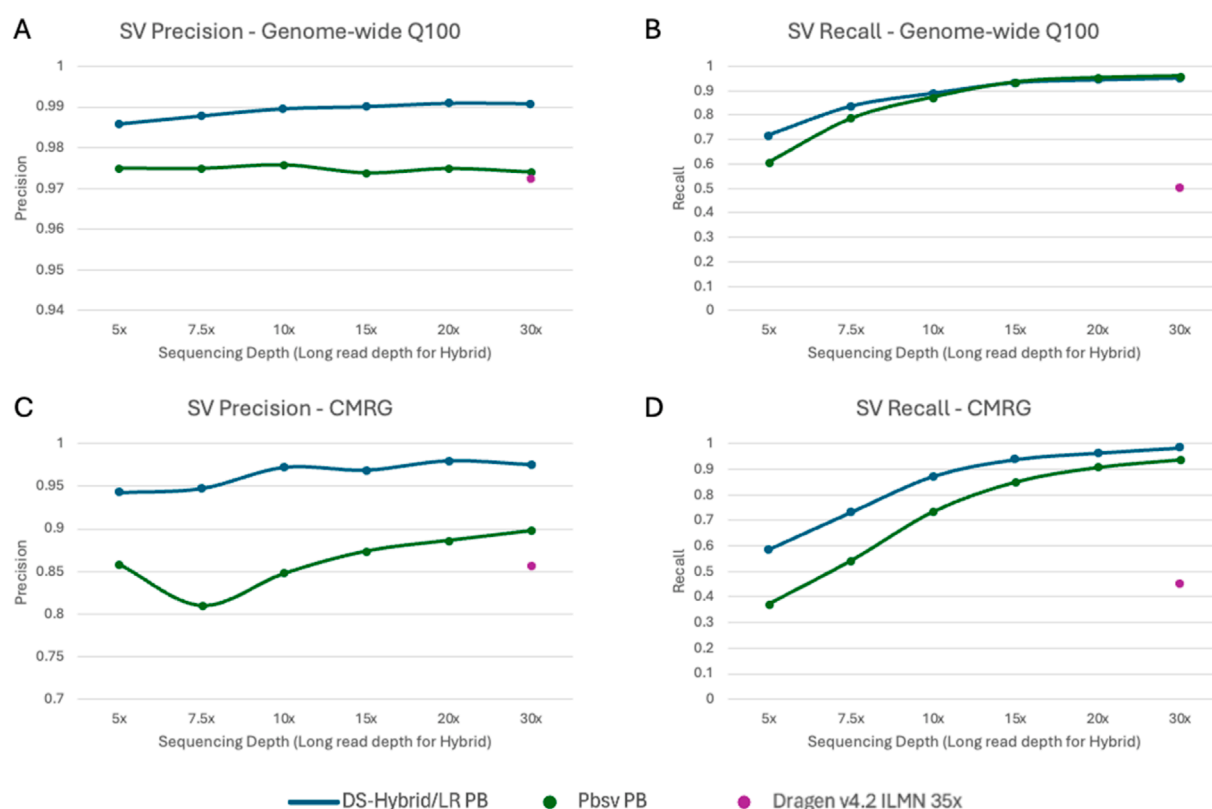 A
SV Precision - Genome-wide Q100
1
0.99
0.98
0.97
0.96
0.95
0.94
Precision
5x 7.5x 10x 15x 20x 30x
Sequencing Depth (Long read depth for Hybrid)
B
SV Recall - Genome-wide Q100
1
0.9
0.8
0.7
0.6
0.5
0.4
0.3
0.2
0.1
0
Recall
5x 7.5x 10x 15x 20x 30x
Sequencing Depth (Long read depth for Hybrid)
C
SV Precision - CMRG
1
0.95
0.9
0.85
0.8
0.75
0.7
Precision
5x 7.5x 10x 15x 20x 30x
Sequencing Depth (Long read depth for Hybrid)
D
SV Recall - CMRG
1
0.9
0.8
0.7
0.6
0.5
0.4
0.3
0.2
0.1
0
Recall
5x 7.5x 10x 15x 20x 30x
Sequencing Depth (Long read depth for Hybrid)
DS-Hybrid/LR PB Pbsv PB Dragen v4.2 ILMN 35x